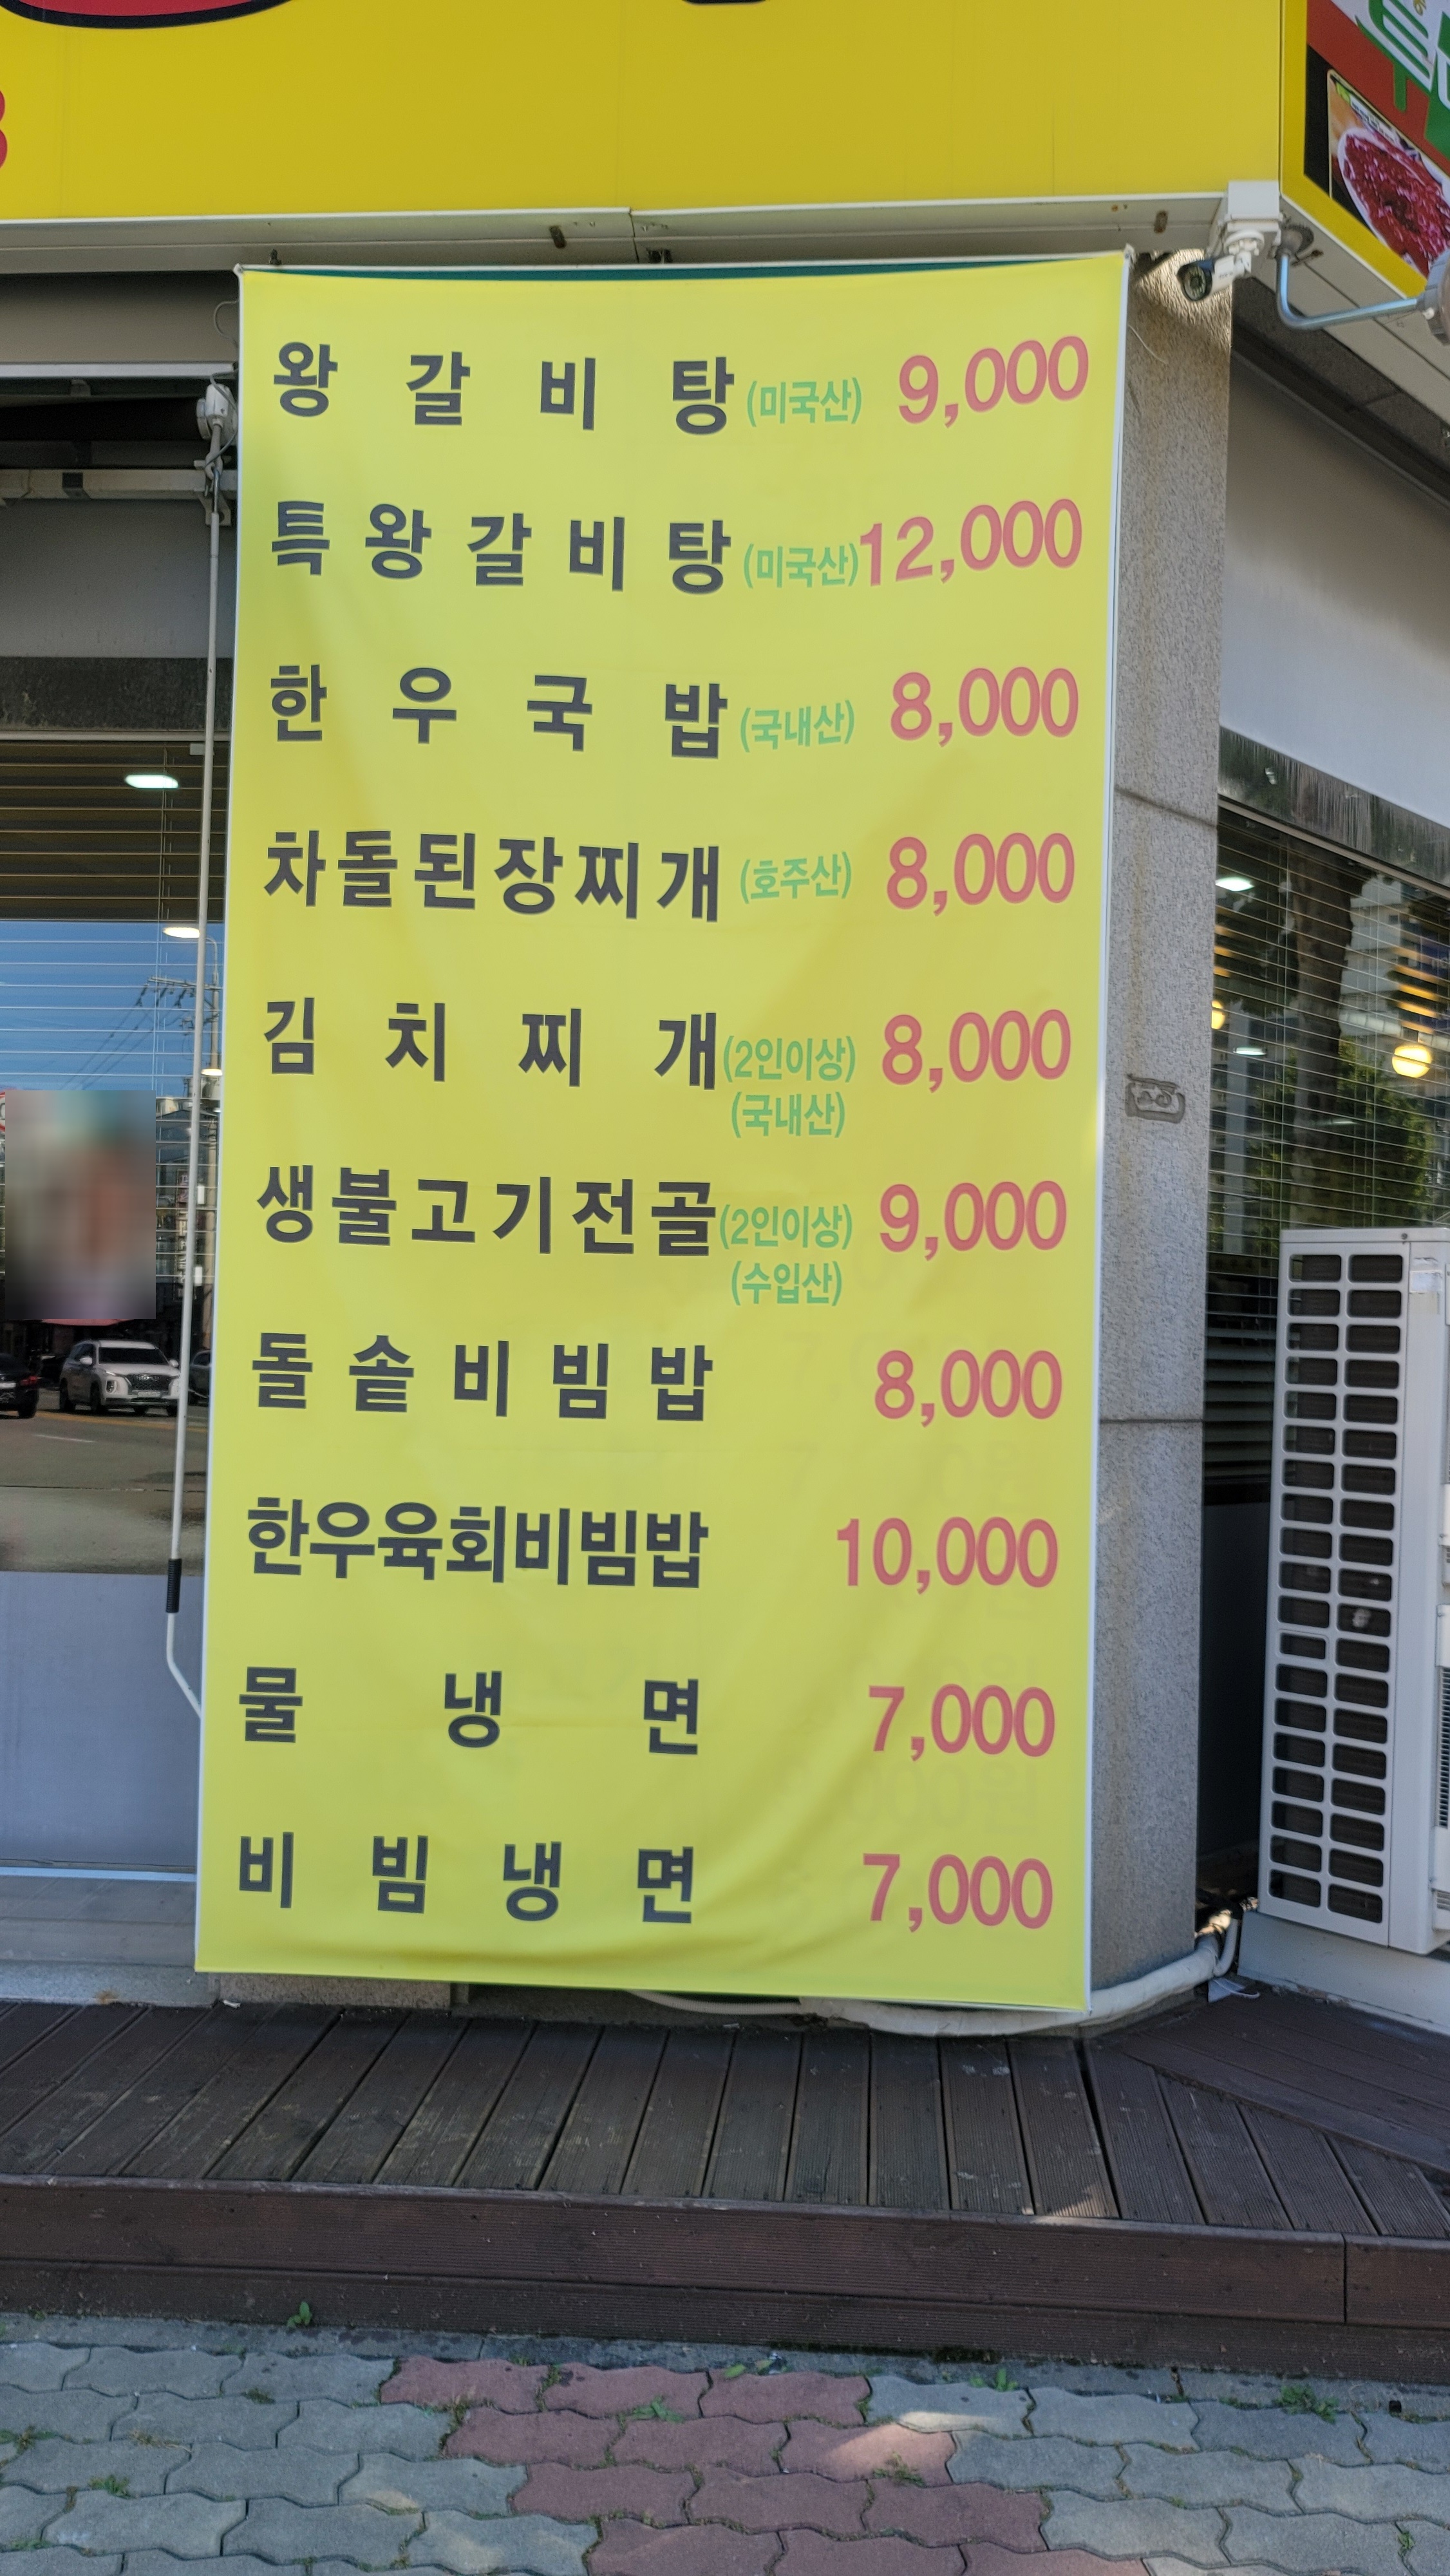 왕갈비탕(미국산) 9,000
특왕갈비탕(미국산)12,000
한우국밥(국내산) 8,000
차돌된장찌개(호주산) 8,000
김치찌개(2인이상) 8,000
(국내산)
생불고기전골(2인이상) 9,000
(수입산)
돌솥비빔밥 8,000
한우육회비빔밥 10,000
물냉면 7,000
비빔냉면 7,000